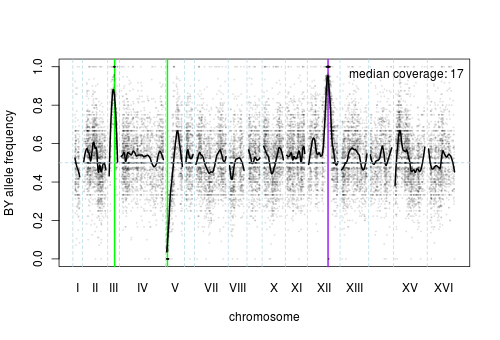 median coverage: 17
BY allele frequency
1.0
0.8
0.6
0.4
0.2
0.0
I II III IV V VII VIII X XI XII XIII XV XVI
chromosome